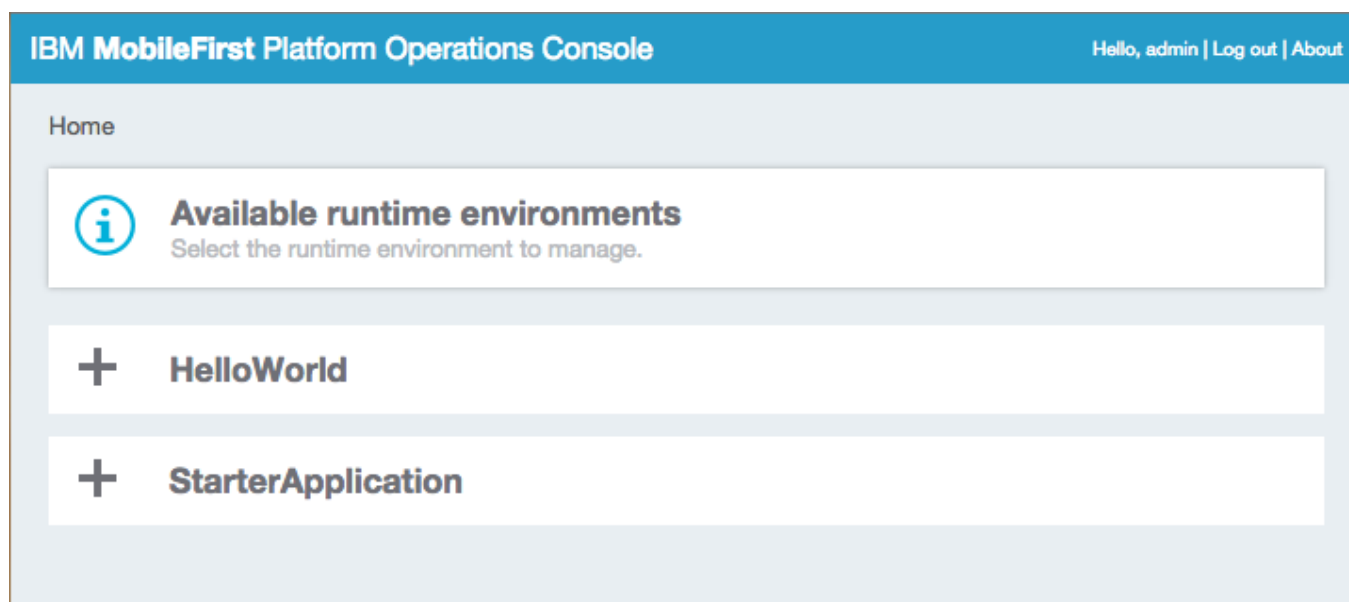 IBM MobileFirst Platform Operations Console
Hello, admin | Log out | About
Home
Available runtime environments
Select the runtime environment to manage.
HelloWorld
StarterApplication